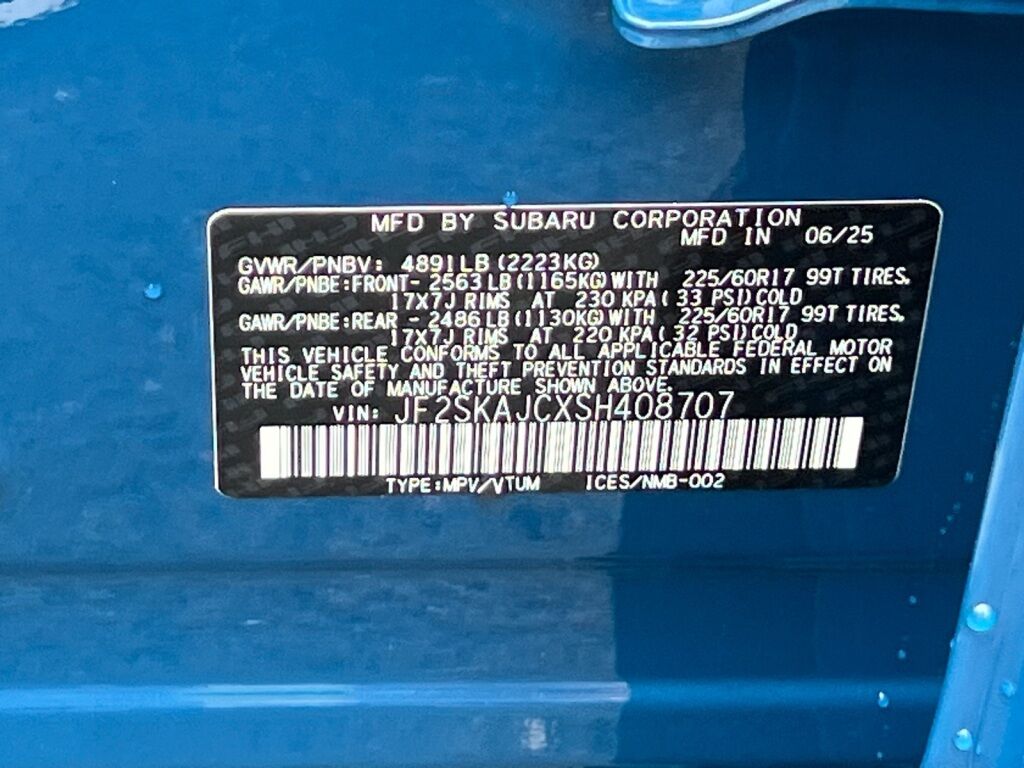 MFD BY SUBARU CORPORATION
MFD IN 06/25
GVWR/PNBV: 4891LB (2223KG)
GAWR/PNBE:FRONT- 2563LB (1165KG) WITH 225/60R17 99T TIRES,
17X7J RIMS AT 230 KPA ( 33 PSI) COLD
GAWR/PNBE:REAR - 2486LB (1130KG) WITH 225/60R17 99T TIRES,
17X7J RIMS AT 220 KPA ( 32 PSI) COLD
THIS VEHICLE CONFORMS TO ALL APPLICABLE FEDERAL MOTOR
VEHICLE SAFETY AND THEFT PREVENTION STANDARDS IN EFFECT ON
THE DATE OF MANUFACTURE SHOWN ABOVE.
VIN: JF2SKAJCXSH408707
TYPE:MPV/VTUM ICES/NMB-002